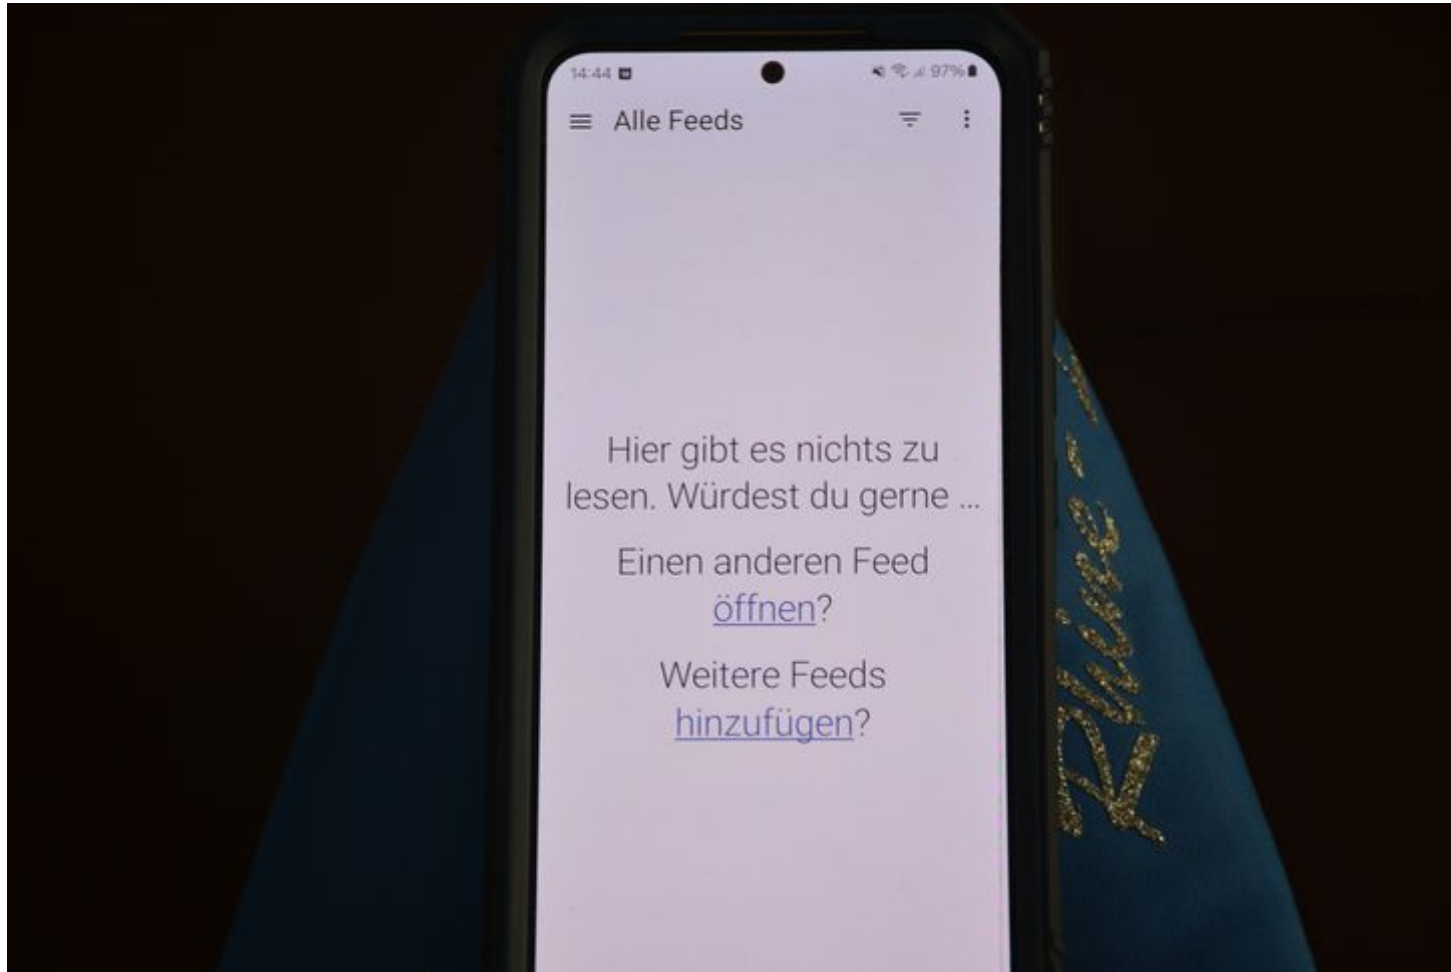 14:44
97%
Alle Feeds
Hier gibt es nichts zu
lesen. Würdest du gerne ...
Einen anderen Feed
öffnen?
Weitere Feeds
hinzufügen?
Rhine -